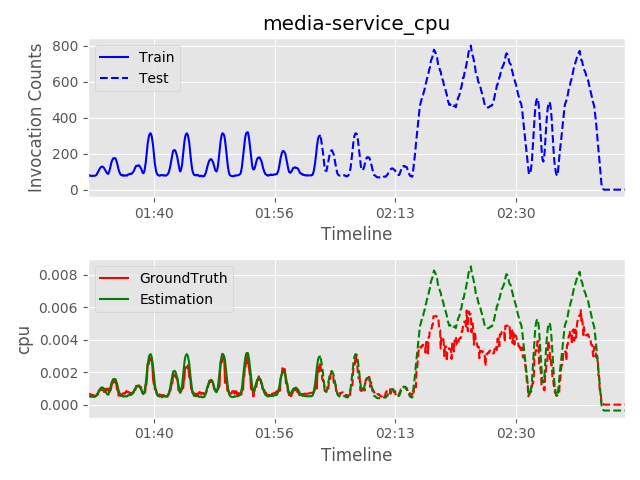 media-service_cpu
Invocation Counts
800
600
400
200
0
Train
Test
01:40
01:56
02:13
02:30
Timeline
cpu
0.008
0.006
0.004
0.002
0.000
GroundTruth
Estimation
01:40
01:56
02:13
02:30
Timeline